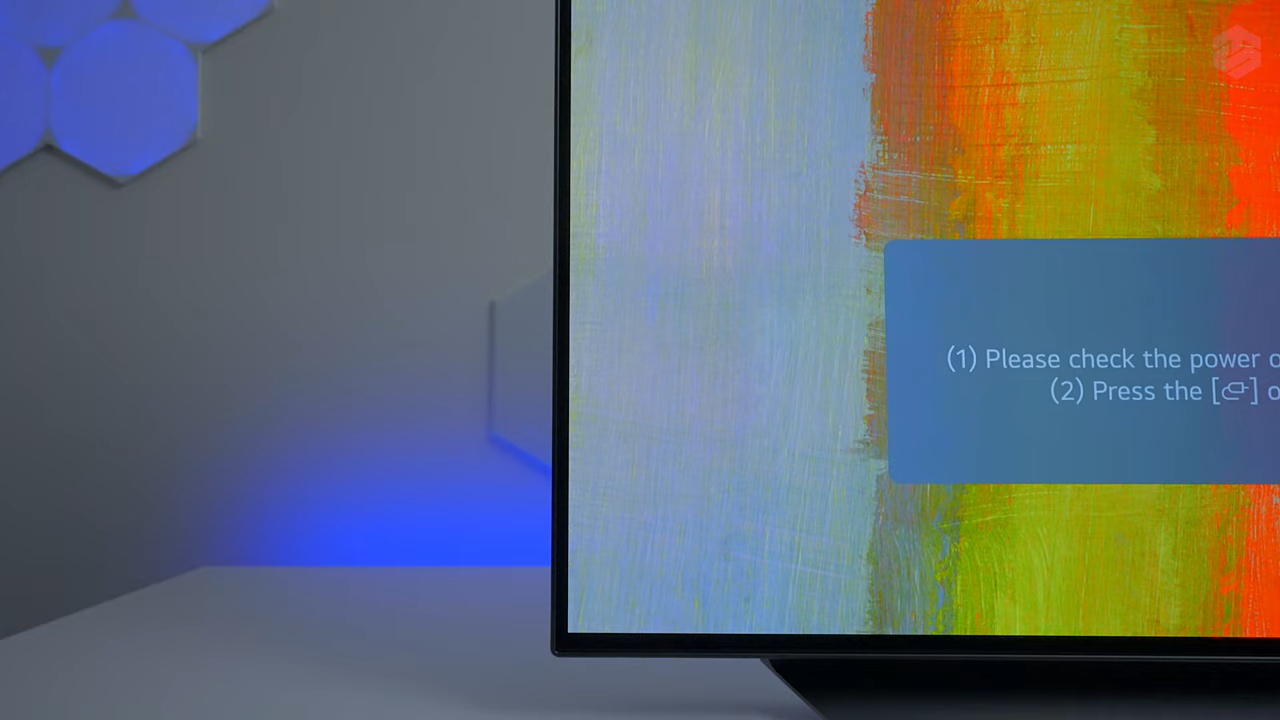 (1) Please check the power
(2) Press the [